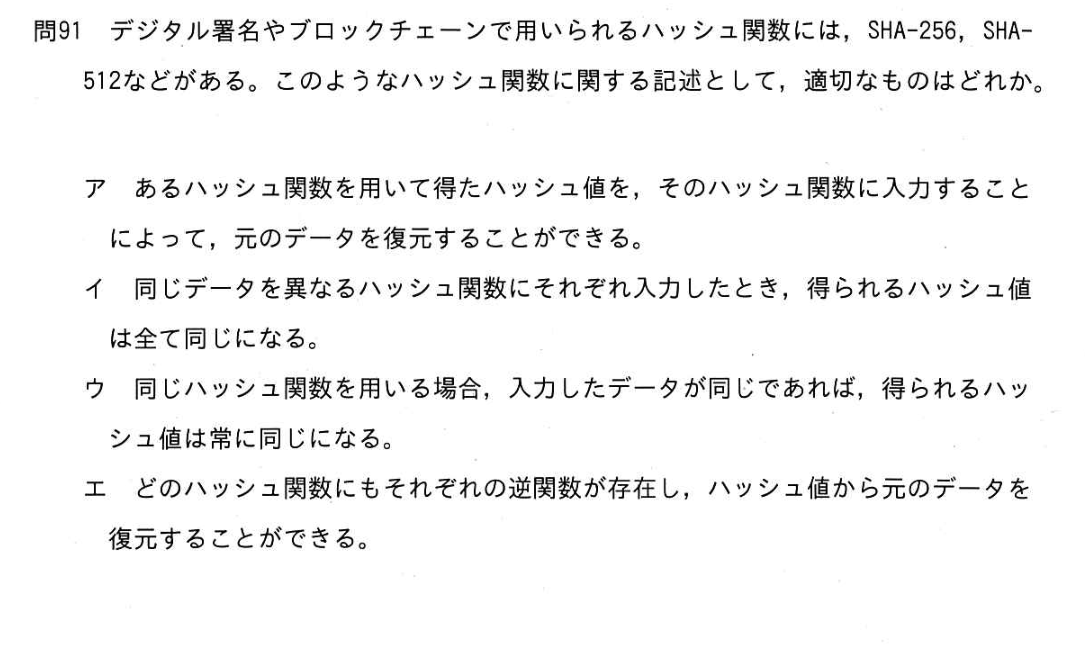 問91 デジタル署名やブロックチェーンで用いられるハッシュ関数には，SHA-256，SHA-
512などがある。このようなハッシュ関数に関する記述として，適切なものはどれか。
ア あるハッシュ関数を用いて得たハッシュ値を，そのハッシュ関数に入力すること
によって，元のデータを復元することができる。
イ 同じデータを異なるハッシュ関数にそれぞれ入力したとき，得られるハッシュ値
は全て同じになる。
ウ 同じハッシュ関数を用いる場合，入力したデータが同じであれば，得られるハッ
シュ値は常に同じになる。
エ どのハッシュ関数にもそれぞれの逆関数が存在し，ハッシュ値から元のデータを
復元することができる。